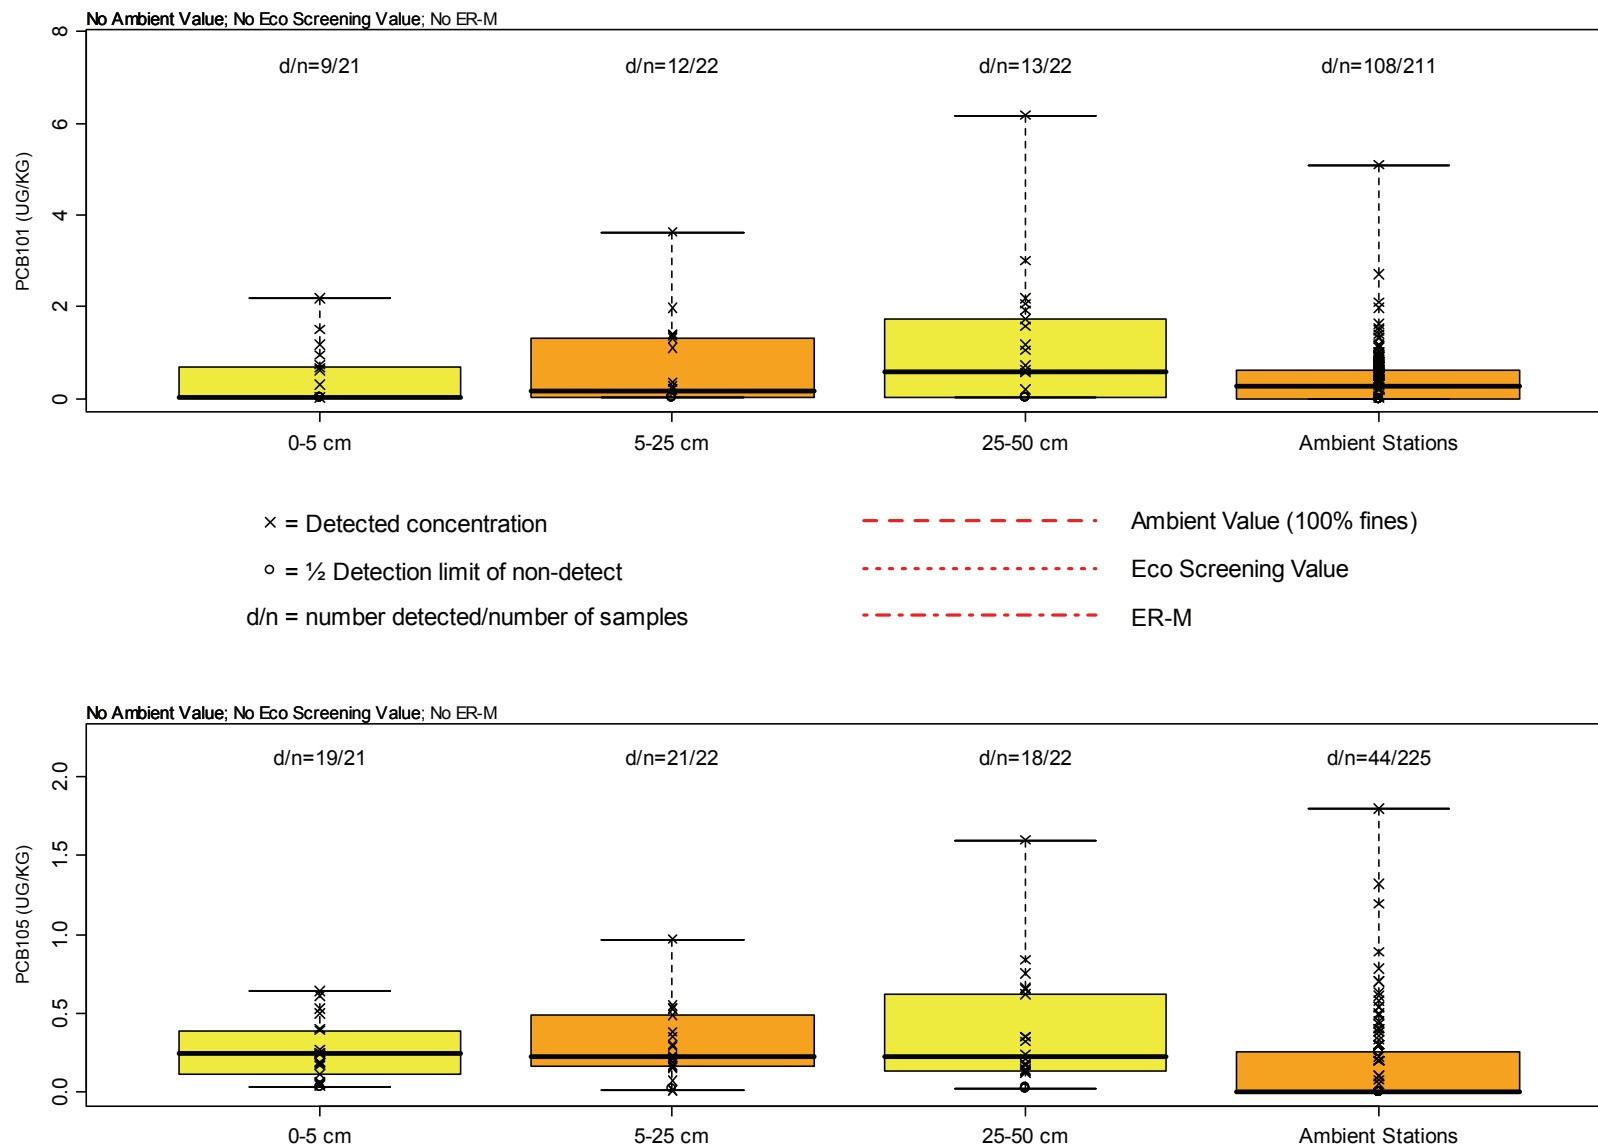 No Ambient Value; No Eco Screening Value; No ER-M
d/n=9/21 d/n=12/22 d/n=13/22 d/n=108/211
PCB101 (UG/KG)
8
6
4
2
0
0-5 cm 5-25 cm 25-50 cm Ambient Stations
× = Detected concentration
o = ½ Detection limit of non-detect
d/n = number detected/number of samples
Ambient Value (100% fines)
Eco Screening Value
ER-M
No Ambient Value; No Eco Screening Value; No ER-M
d/n=19/21 d/n=21/22 d/n=18/22 d/n=44/225
PCB105 (UG/KG)
2.0
1.5
1.0
0.5
0.0
0-5 cm 5-25 cm 25-50 cm Ambient Stations